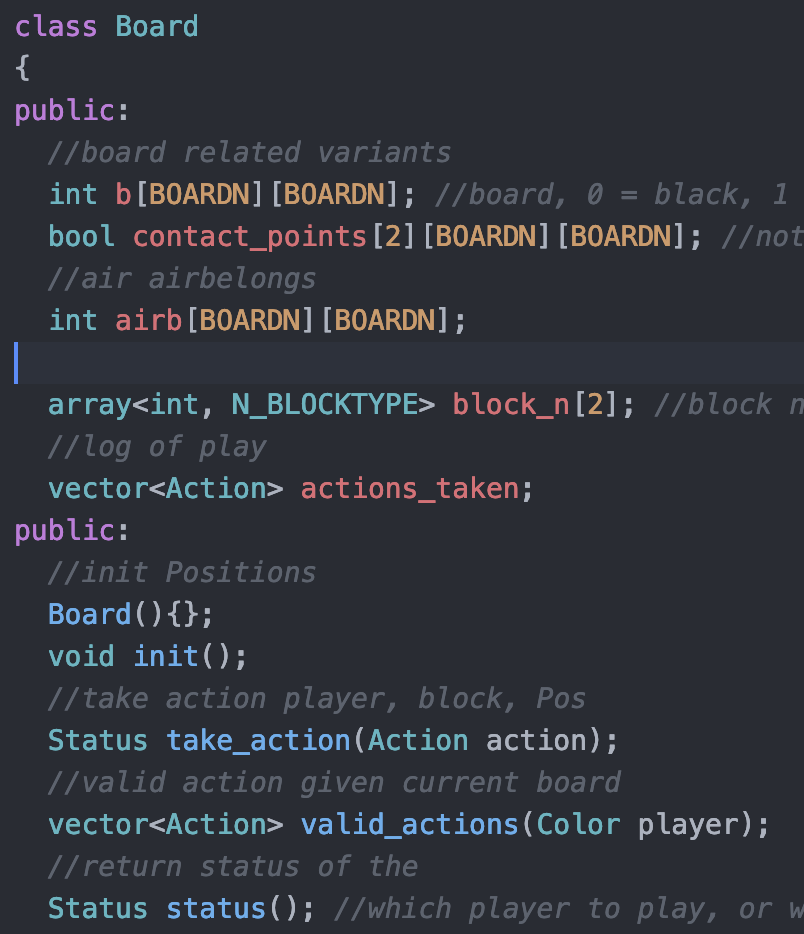 class Board
{
public:
  //board related variants
  int b[BOARDN][BOARDN]; //board, 0 = black, 1
  bool contact_points[2][BOARDN][BOARDN]; //not
  //air airbelongs
  int airb[BOARDN][BOARDN];
  array<int, N_BLOCKTYPE> block_n[2]; //block n
  //log of play
  vector<Action> actions_taken;
public:
  //init Positions
  Board(){};
  void init();
  //take action player, block, Pos
  Status take_action(Action action);
  //valid action given current board
  vector<Action> valid_actions(Color player);
  //return status of the
  Status status(); //which player to play, or w